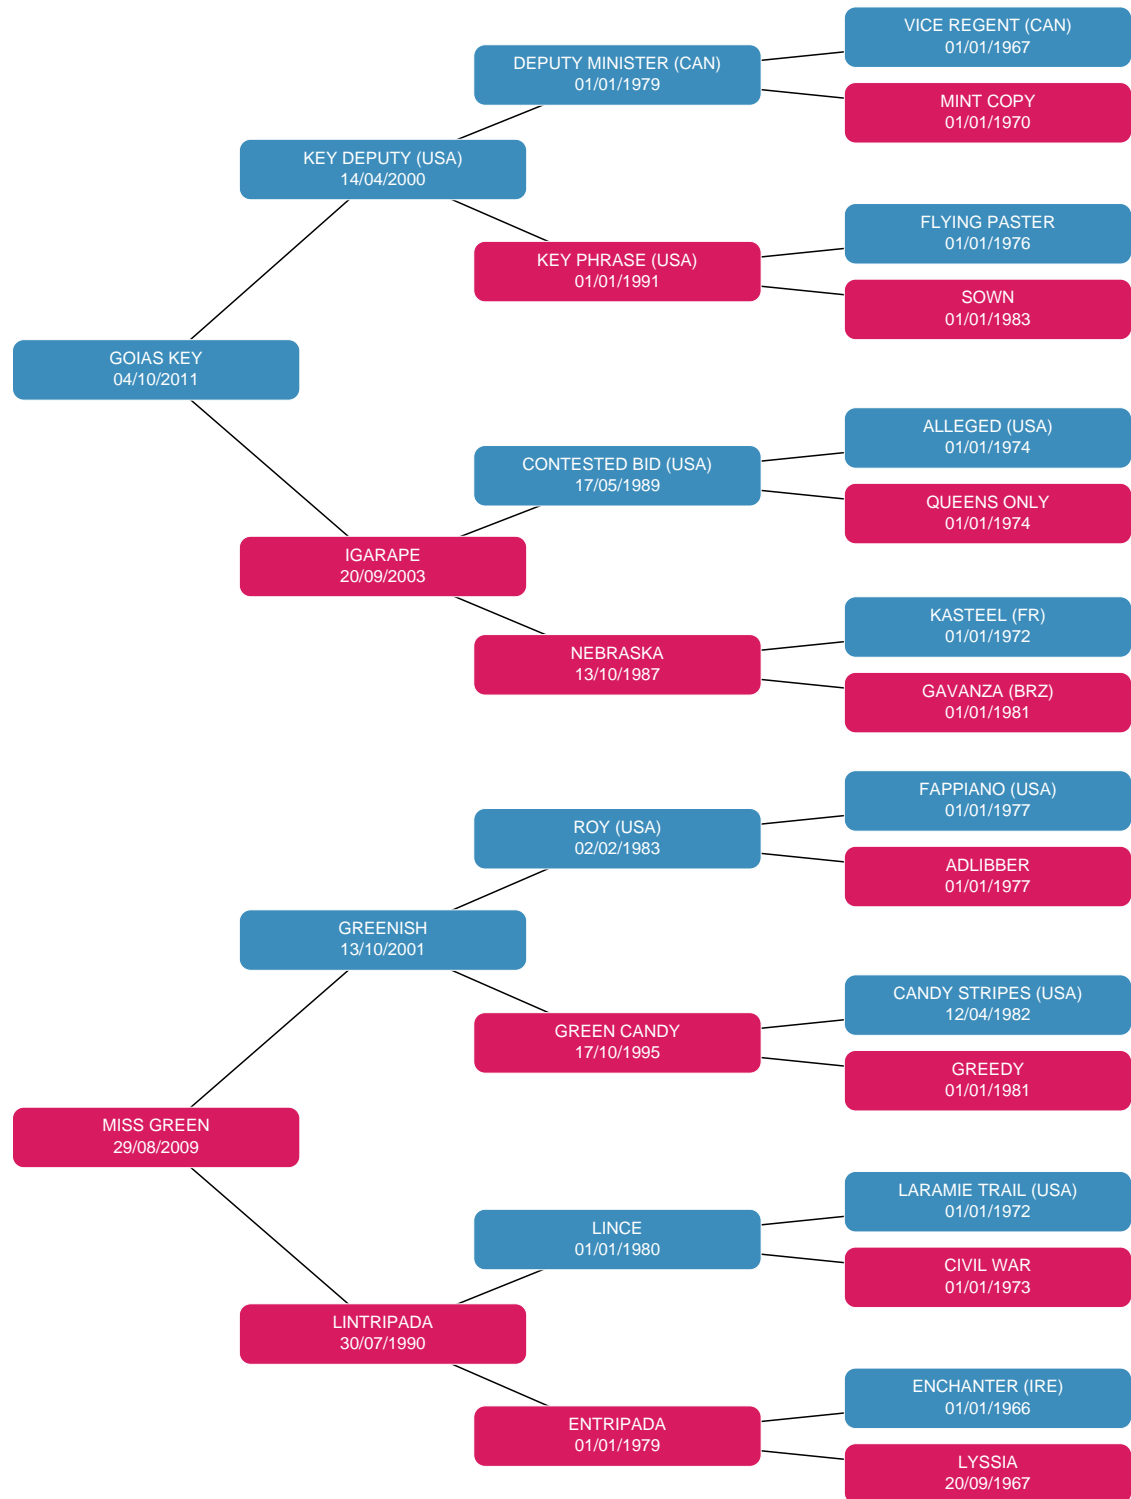 VICE REGENT (CAN)
01/01/1967
DEPUTY MINISTER (CAN)
01/01/1979
MINT COPY
01/01/1970
KEY DEPUTY (USA)
14/04/2000
FLYING PASTER
01/01/1976
KEY PHRASE (USA)
01/01/1991
SOWN
01/01/1983
GOIAS KEY
04/10/2011
ALLEGED (USA)
01/01/1974
CONTESTED BID (USA)
17/05/1989
QUEENS ONLY
01/01/1974
IGARAPE
20/09/2003
KASTEEL (FR)
01/01/1972
NEBRASKA
13/10/1987
GAVANZA (BRZ)
01/01/1981
FAPPIANO (USA)
01/01/1977
ROY (USA)
02/02/1983
ADLIBBER
01/01/1977
GREENISH
13/10/2001
CANDY STRIPES (USA)
12/04/1982
GREEN CANDY
17/10/1995
GREEDY
01/01/1981
MISS GREEN
29/08/2009
LARAMIE TRAIL (USA)
01/01/1972
LINCE
01/01/1980
CIVIL WAR
01/01/1973
LINTRIPADA
30/07/1990
ENCHANTER (IRE)
01/01/1966
ENTRIPADA
01/01/1979
LYSSIA
20/09/1967